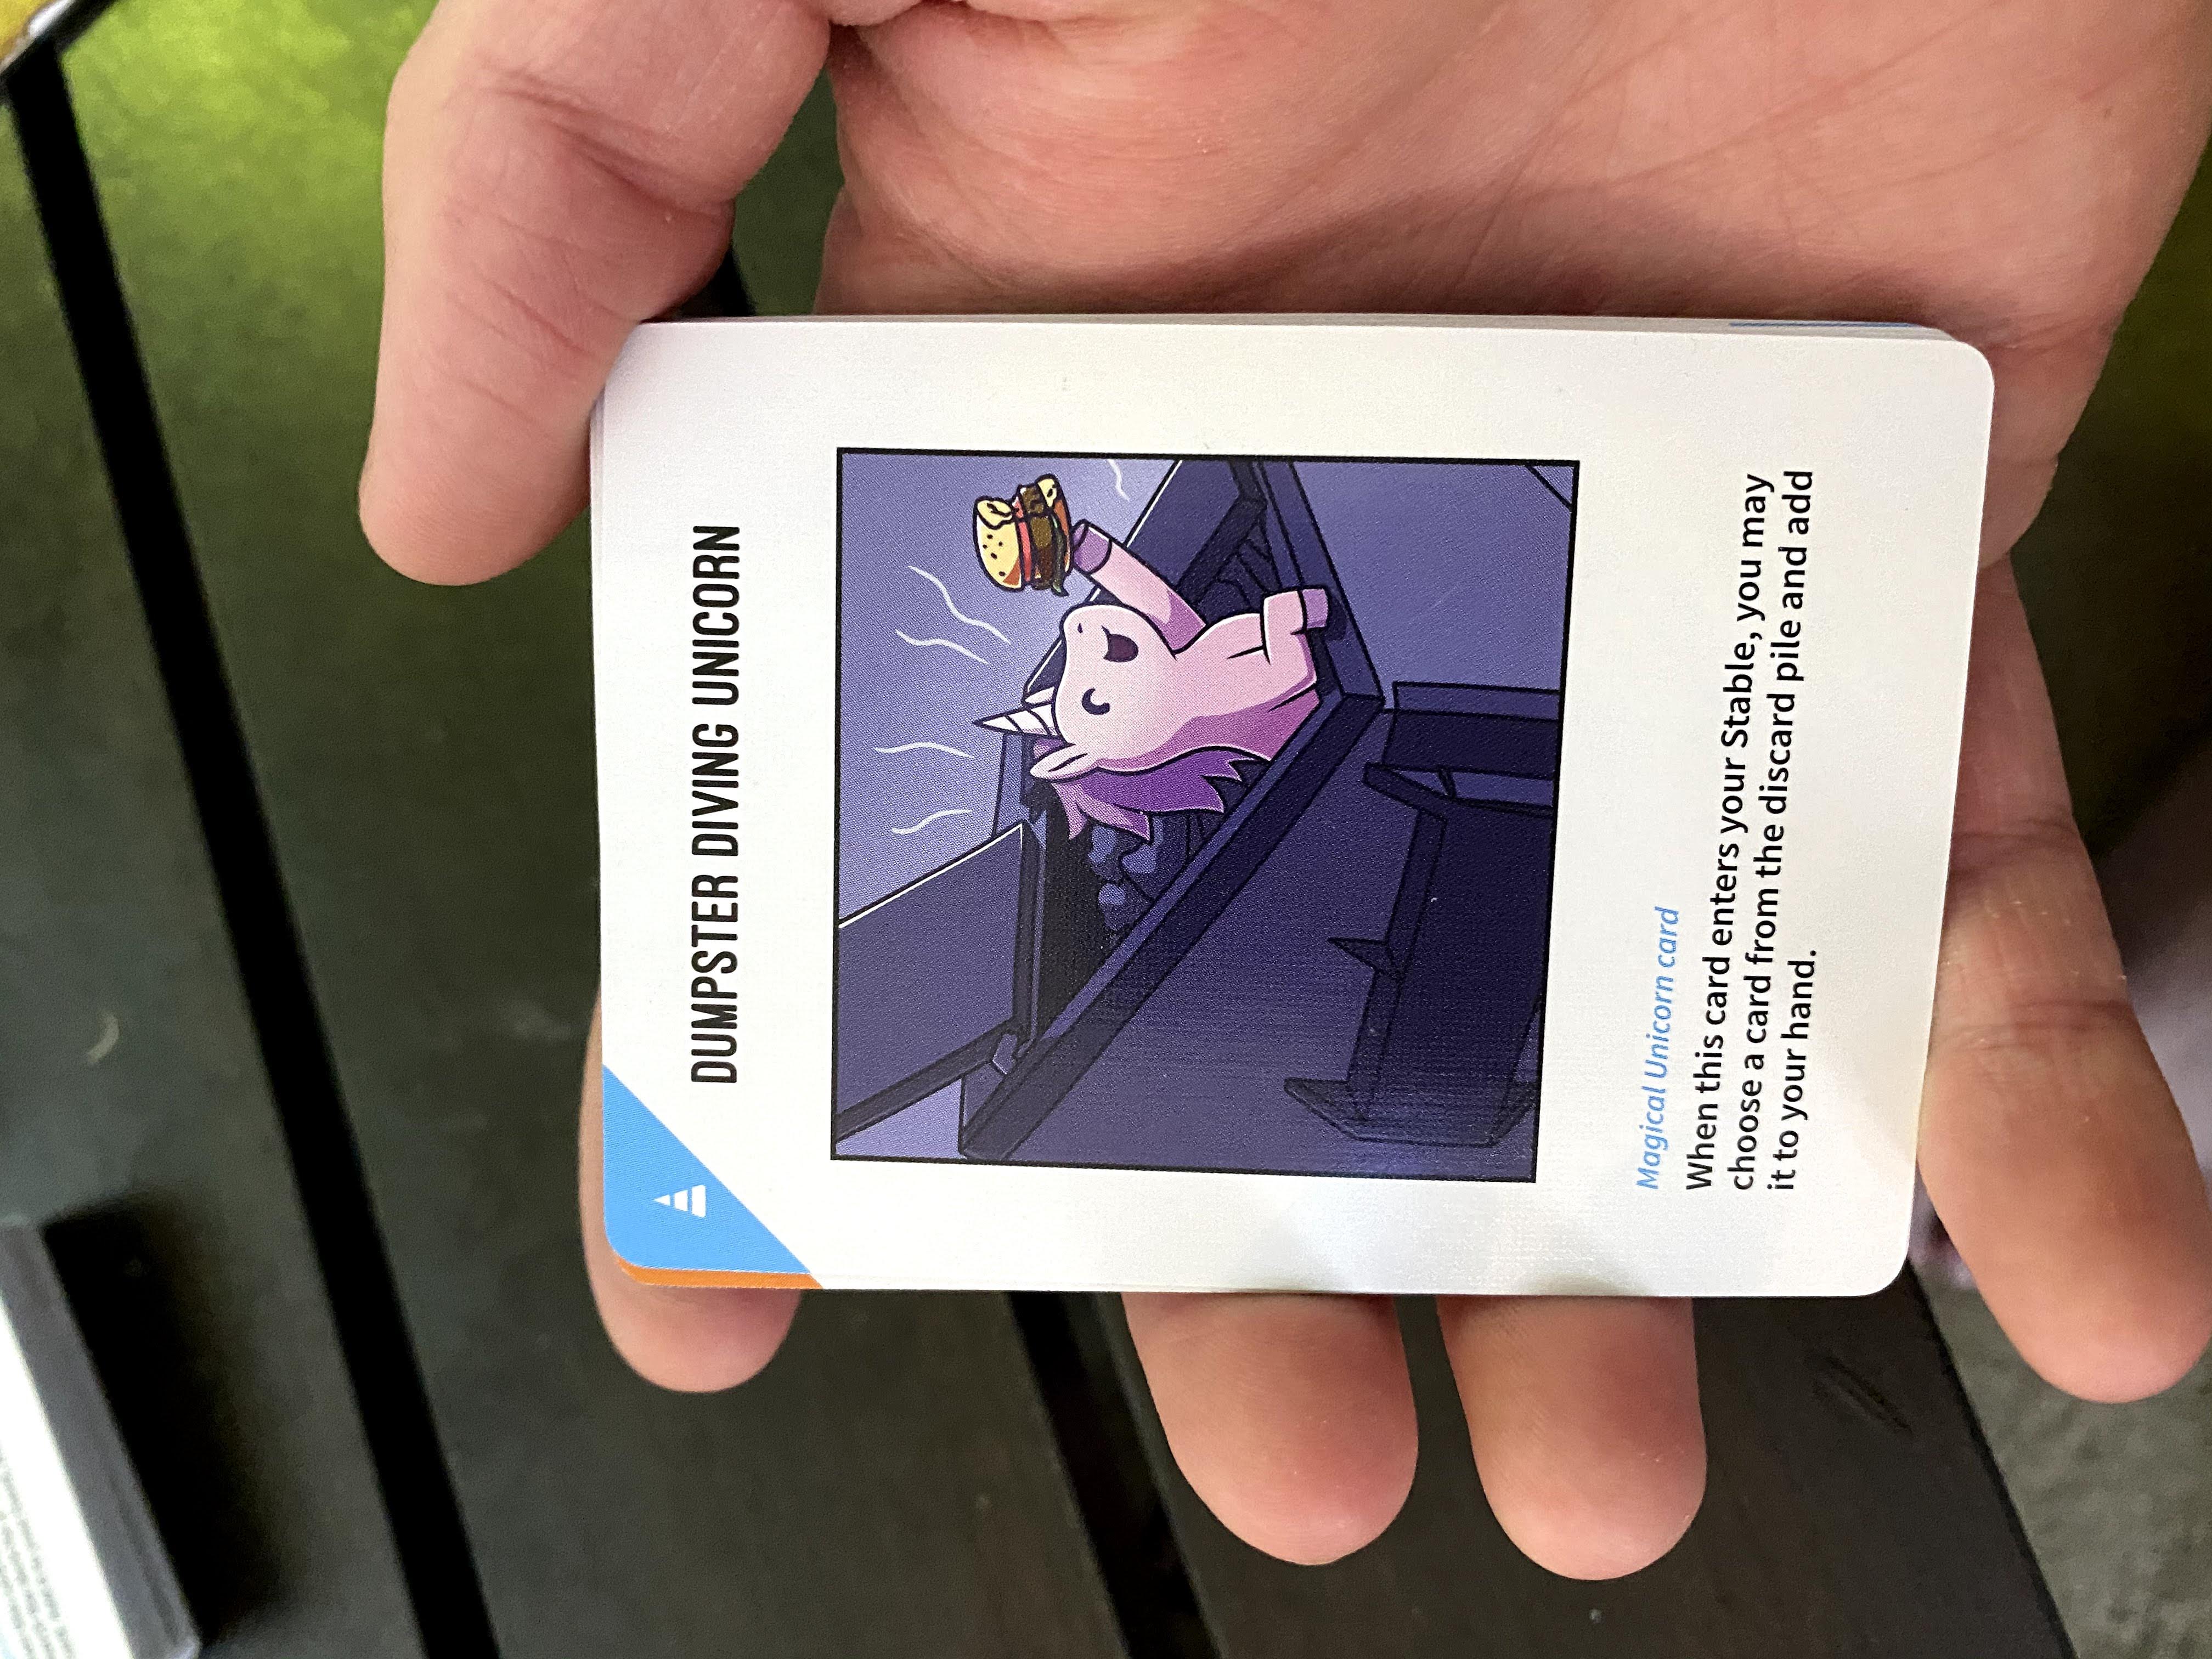 DUMPSTER DIVING UNICORN
Magical Unicorn card
When this card enters your Stable, you may
choose a card from the discard pile and add
it to your hand.